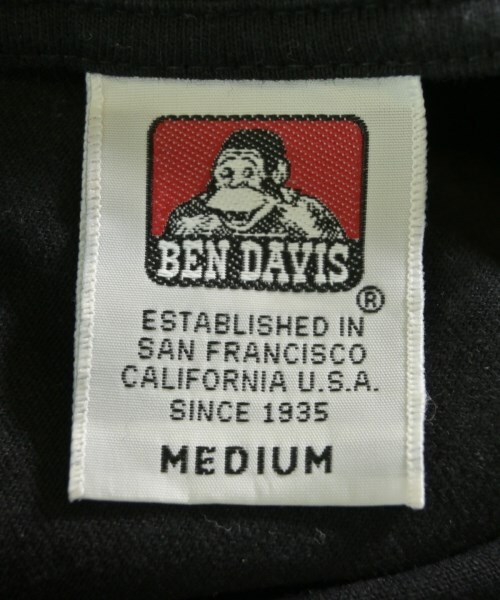 BEN DAVIS
®
ESTABLISHED IN
SAN FRANCISCO
CALIFORNIA U.S.A.
SINCE 1935
MEDIUM